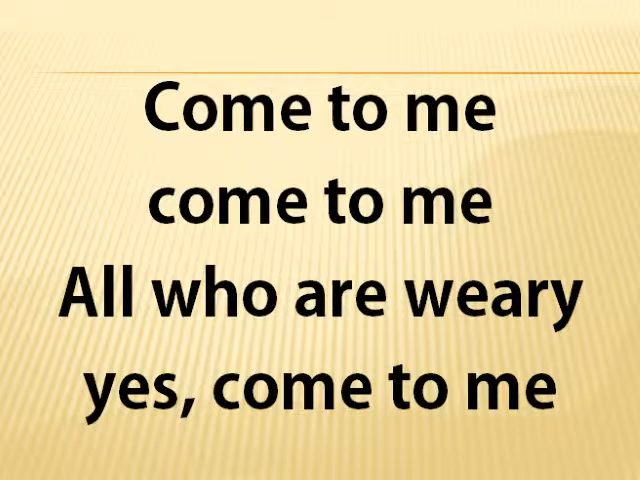 Come to me
come to me
All who are weary
yes, come to me